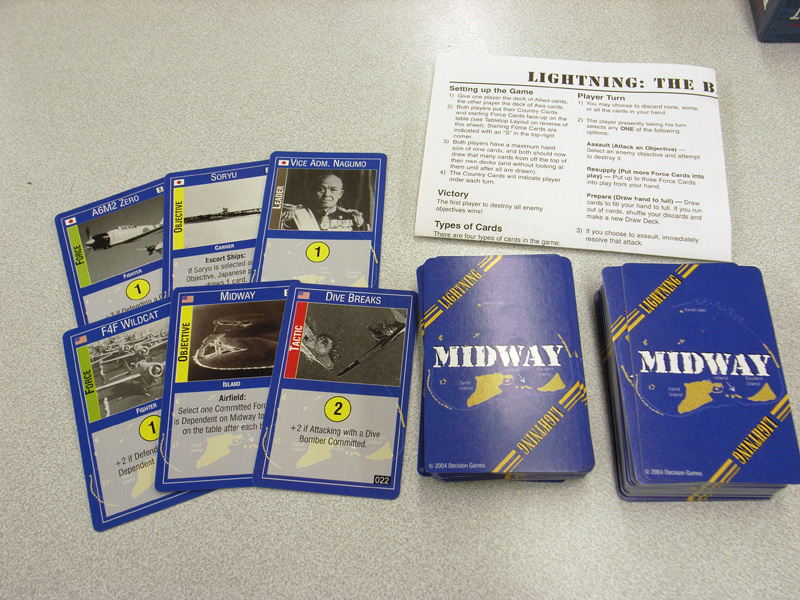 A6M2 ZERO
FORCE
FIGHTER
1
SORYU
OBJECTIVE
CARRIER
Escort Ships:
If Soryu is selected as
Objective, Japanese
draws 1 card.
VICE ADM. NAGUMO
LEADER
1
F4F WILDCAT
FORCE
FIGHTER
1
+2 if Defend
Dependent
MIDWAY
OBJECTIVE
ISLAND
Airfield:
Select one Committed For
is Dependent on Midway to
on the table after each b
DIVE BREAKS
TACTIC
2
+2 if Attacking with a Dive
Bomber Committed.
022
LIGHTNING: THE B
Setting up the Game
1) Give one player the deck of Allied cards,
the other player the deck of Axis cards.
2) Both players put their Country Cards
and starting Force Cards face-up on the
table (see Tabletop Layout on reverse of
this sheet). Starting Force Cards are
indicated with an "S" in the top-right
corner.
3) Both players have a maximum hand
size of nine cards, and both should now
draw that many cards from off the top of
their own decks (and without looking at
them until after all are drawn).
4) The Country Cards will indicate player
order each turn.
Victory
The first player to destroy all enemy
objectives wins!
Types of Cards
There are four types of cards in the game:
Player Turn
1) You may choose to discard none, some,
or all the cards in your hand.
2) The player presently taking his turn
selects any ONE of the following
options:
Assault (Attack an Objective) —
Select an enemy objective and attempt
to destroy it.
Resupply (Put more Force Cards into
play) — Put up to three Force Cards
into play from your hand.
Prepare (Draw hand to full) — Draw
cards to fill your hand to full. If you run
out of cards, shuffle your discards and
make a new Draw Deck.
3) If you choose to assault, immediately
resolve that attack.
LIGHTNING
MIDWAY
Sand
Island
LIGHTNING
© 2004 Decision Games
LIGHTNING
MIDWAY
Sand
Island
Eastern
Island
LIGHTNING
© 2004 Decision Games